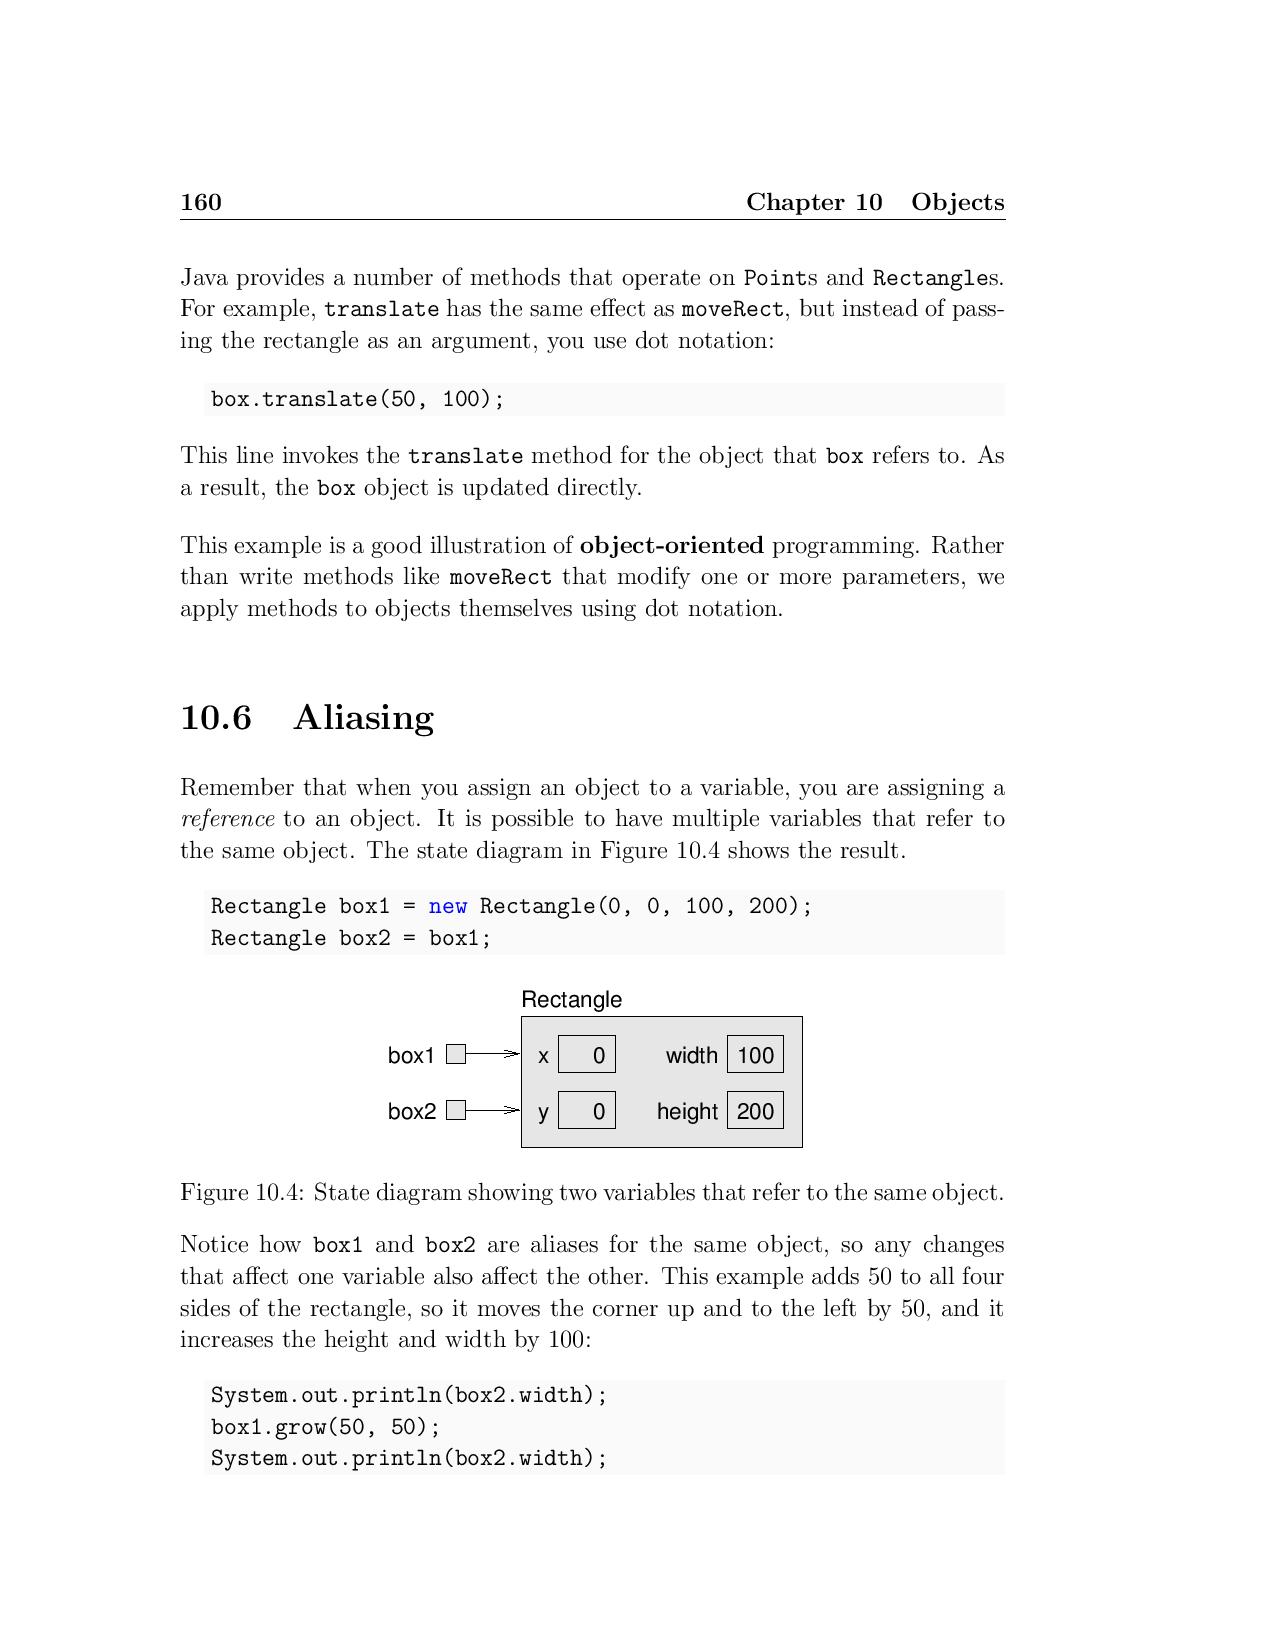 160 Chapter 10 Objects
Java provides a number of methods that operate on Points and Rectangles.
For example, translate has the same effect as moveRect, but instead of pass-
ing the rectangle as an argument, you use dot notation:
box.translate(50, 100);
This line invokes the translate method for the object that box refers to. As
a result, the box object is updated directly.
This example is a good illustration of object-oriented programming. Rather
than write methods like moveRect that modify one or more parameters, we
apply methods to objects themselves using dot notation.
10.6 Aliasing
Remember that when you assign an object to a variable, you are assigning a
reference to an object. It is possible to have multiple variables that refer to
the same object. The state diagram in Figure 10.4 shows the result.
Rectangle box1 = new Rectangle(0, 0, 100, 200);
Rectangle box2 = box1;
Rectangle
box1 x 0 width 100
box2 y 0 height 200
Figure 10.4: State diagram showing two variables that refer to the same object.
Notice how box1 and box2 are aliases for the same object, so any changes
that affect one variable also affect the other. This example adds 50 to all four
sides of the rectangle, so it moves the corner up and to the left by 50, and it
increases the height and width by 100:
System.out.println(box2.width);
box1.grow(50, 50);
System.out.println(box2.width);